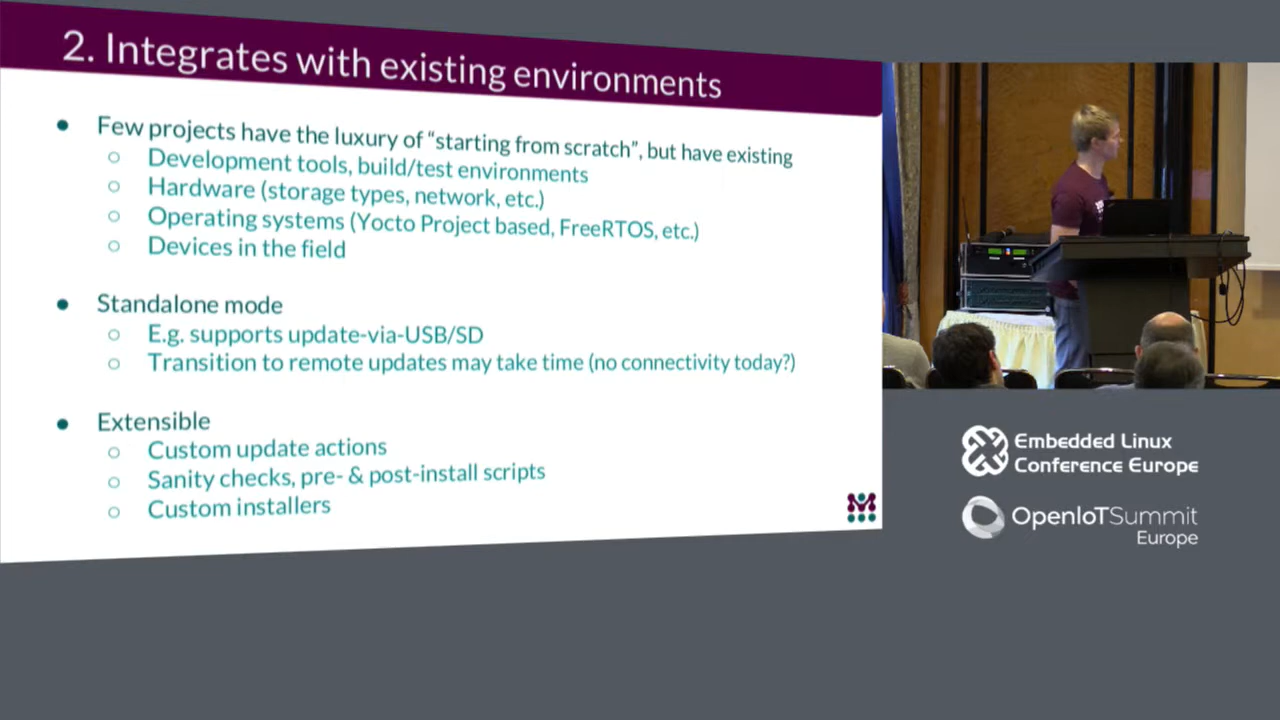 2. Integrates with existing environments
Few projects have the luxury of “starting from scratch”, but have existing
Development tools, build/test environments
Hardware (storage types, network, etc.)
Operating systems (Yocto Project based, FreeRTOS, etc.)
Devices in the field
Standalone mode
E.g. supports update-via-USB/SD
Transition to remote updates may take time (no connectivity today?)
Extensible
Custom update actions
Sanity checks, pre- & post-install scripts
Custom installers
Embedded Linux
Conference Europe
OpenIoTSummit
Europe